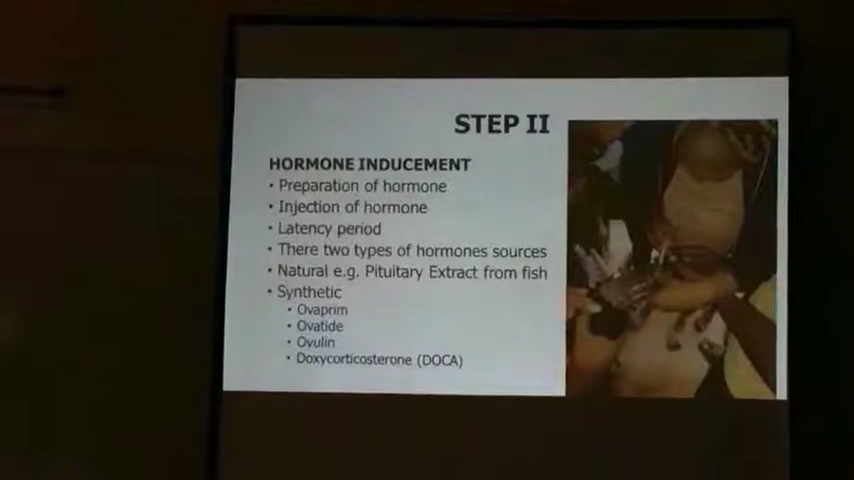 STEP II
HORMONE INDUCEMENT
• Preparation of hormone
• Injection of hormone
• Latency period
• There two types of hormones sources
• Natural e.g. Pituitary Extract from fish
• Synthetic
• Ovaprim
• Ovatide
• Ovulin
• Doxycorticosterone (DOCA)